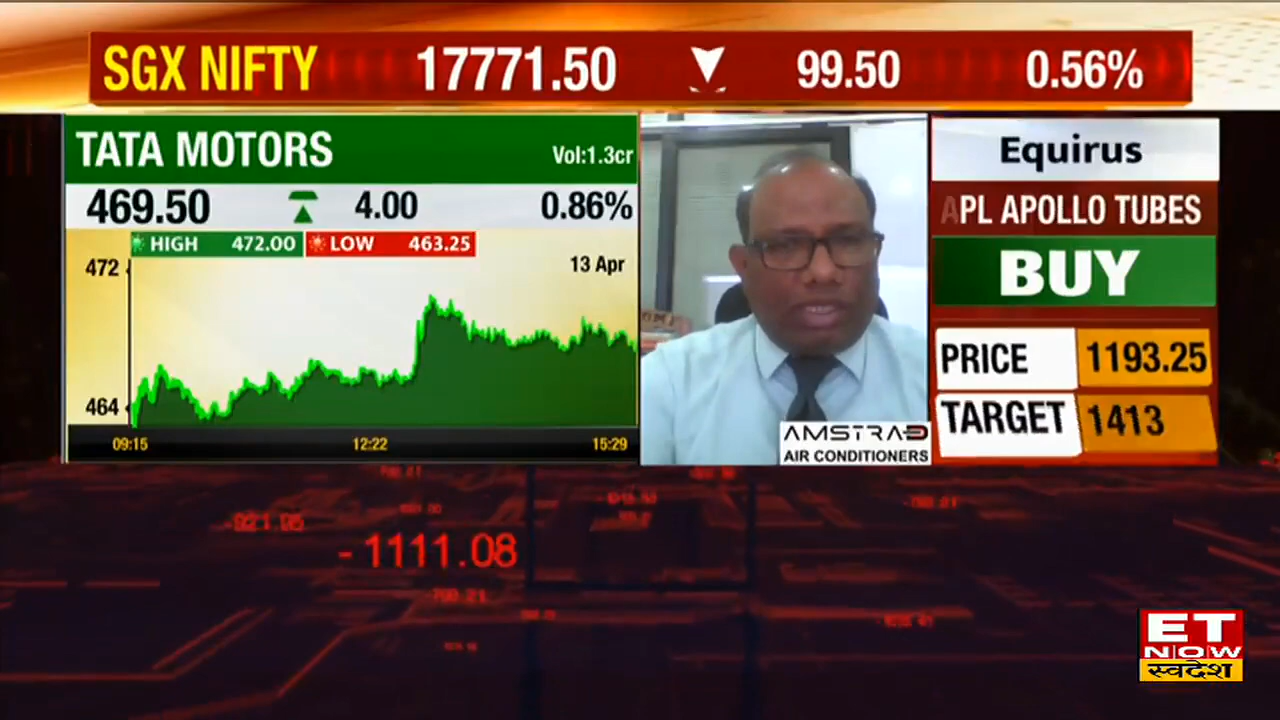 SGX NIFTY 17771.50 99.50 0.56%
TATA MOTORS Vol:1.3cr
469.50 4.00 0.86%
HIGH 472.00 LOW 463.25
13 Apr
472
464
09:15 12:22 15:29
AMSTRAD
AIR CONDITIONERS
Equirus
APL APOLLO TUBES
BUY
PRICE 1193.25
TARGET 1413
- 1111.08
ET
NOW
स्वदेश